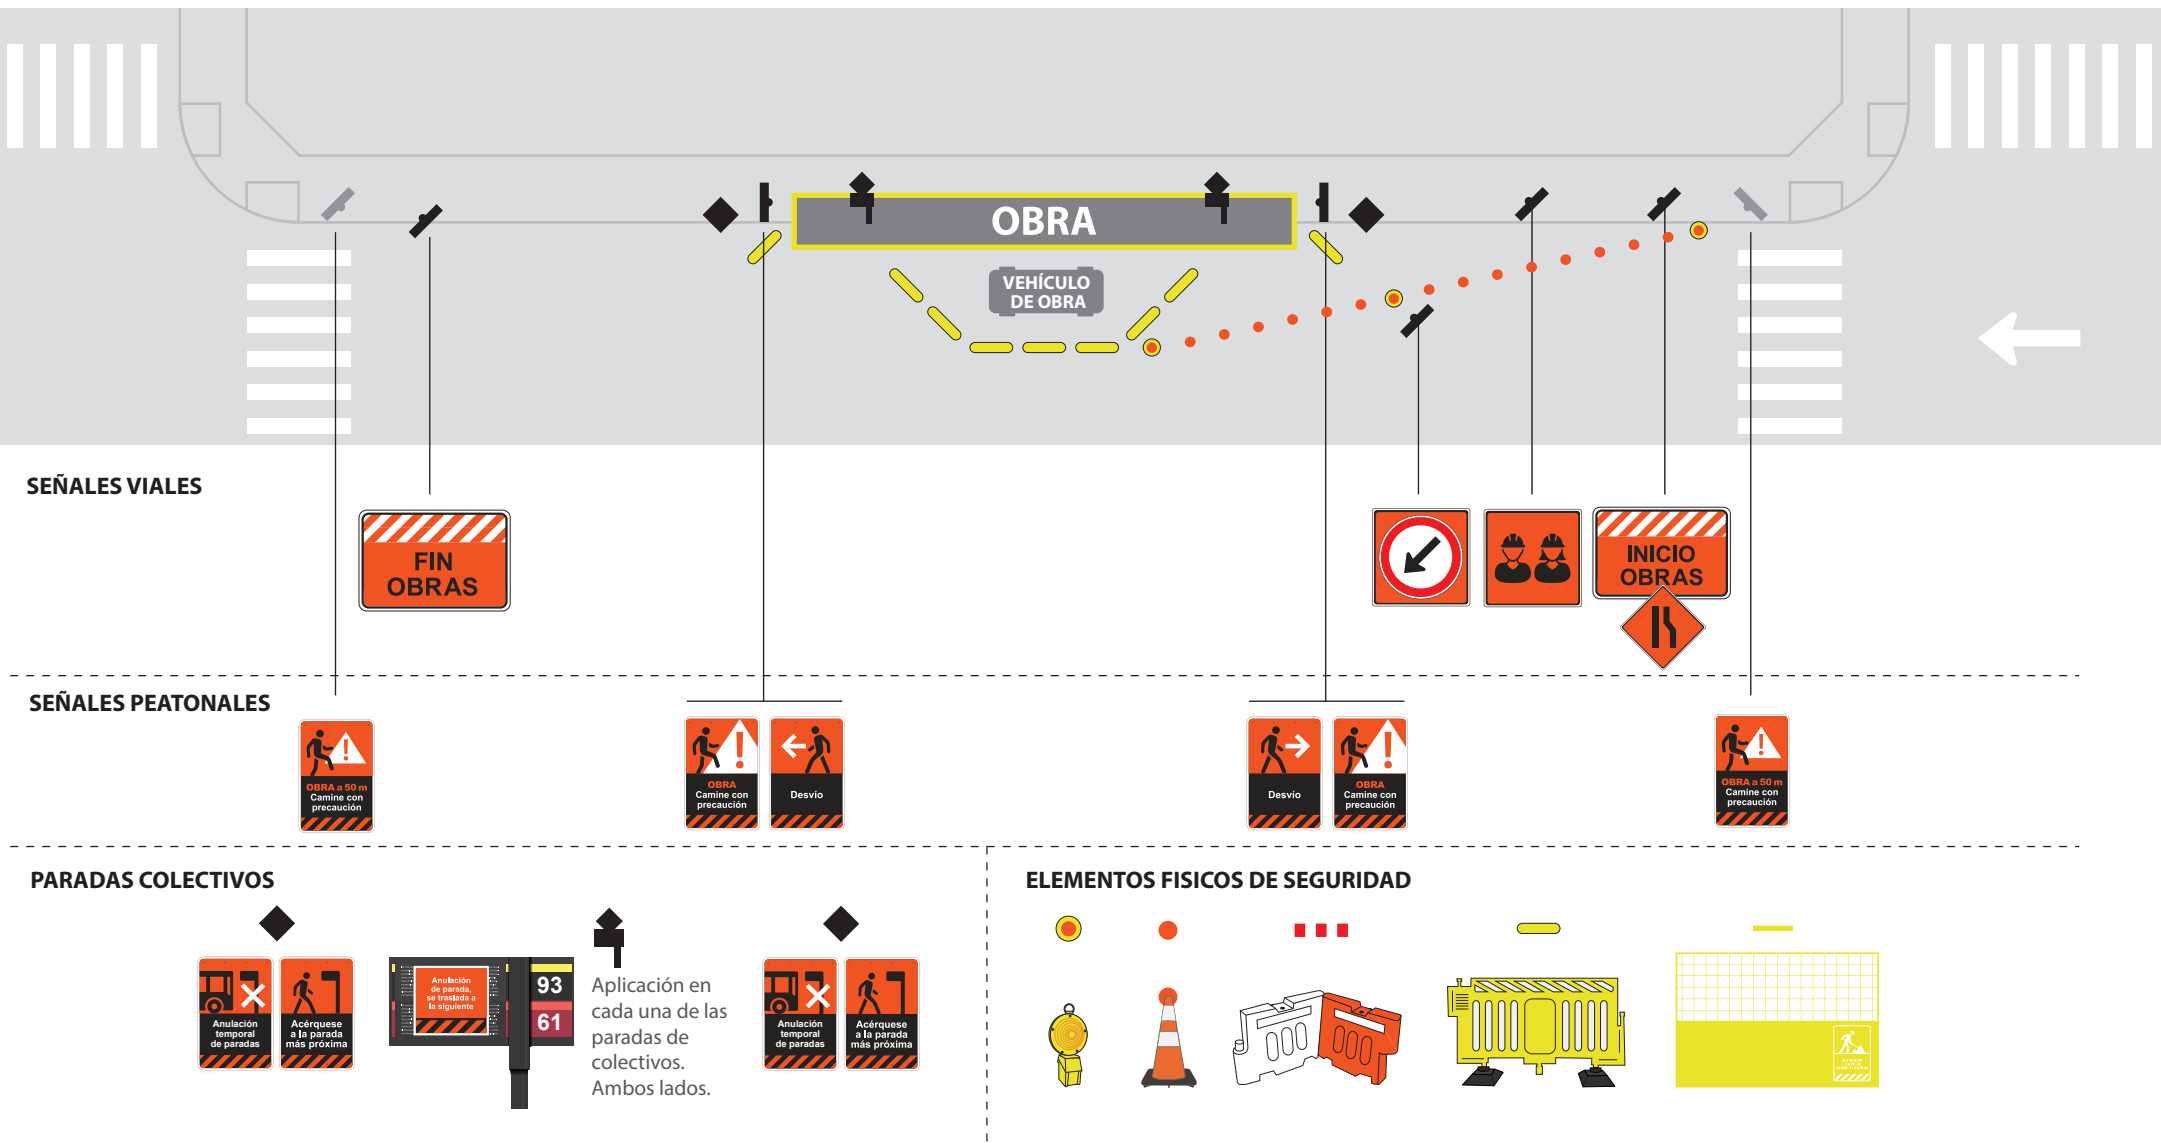 OBRA
VEHÍCULO
DE OBRA
SEÑALES VIALES
FIN
OBRAS
INICIO
OBRAS
SEÑALES PEATONALES
OBRA a 50 m
Camine con
precaución
OBRA
Camine con
precaución
Desvío
Desvío
OBRA
Camine con
precaución
OBRA a 50 m
Camine con
precaución
PARADAS COLECTIVOS
Anulación
temporal
de paradas
Acérquese
a la parada
más próxima
Anulación
de parada,
se traslada a
la siguiente
93
61
Aplicación en
cada una de las
paradas de
colectivos.
Ambos lados.
Anulación
temporal
de paradas
Acérquese
a la parada
más próxima
ELEMENTOS FISICOS DE SEGURIDAD